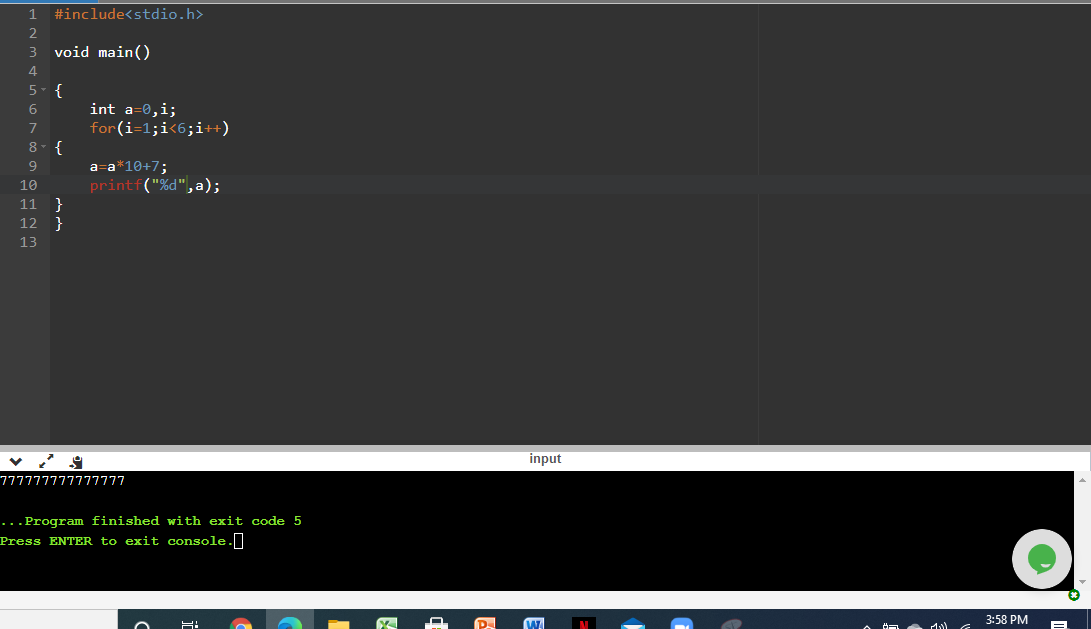 1 #include<stdio.h>
2
3 void main()
4
5 {
6 int a=0,i;
7 for(i=1;i<6;i++)
8 {
9 a=a*10+7;
10 printf("%d",a);
11 }
12 }
13
input
777777777777777
...Program finished with exit code 5
Press ENTER to exit console.
3:58 PM